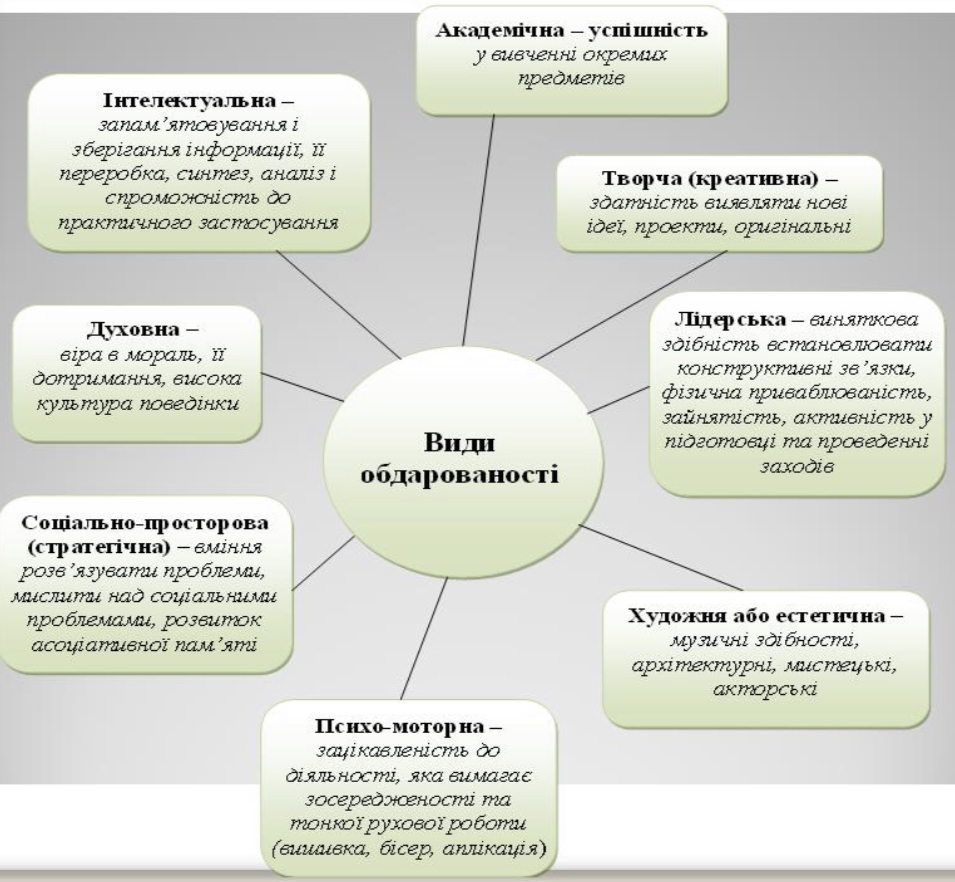 Академічна – успішність
у вивченні окремих
предметів
Інтелектуальна –
запам’ятовування і
зберігання інформації, її
переробка, синтез, аналіз і
спроможність до
практичного застосування
Творча (креативна) –
здатність виявляти нові
ідеї, проекти, оригінальні
Духовна –
віра в мораль, її
дотримання, висока
культура поведінки
Лідерська – виняткова
здібність встановлювати
конструктивні зв’язки,
фізична приваблюваність,
зайнятість, активність у
підготовці та проведенні
заходів
Види
обдарованості
Соціально-просторова
(стратегічна) – вміння
розв’язувати проблеми,
мислити над соціальними
проблемами, розвиток
асоціативної пам’яті
Художня або естетична –
музичні здібності,
архітектурні, мистецькі,
акторські
Психо-моторна –
зацікавленість до
діяльності, яка вимагає
зосередженості та
тонкої рухової роботи
(вишивка, бісер, аплікація)